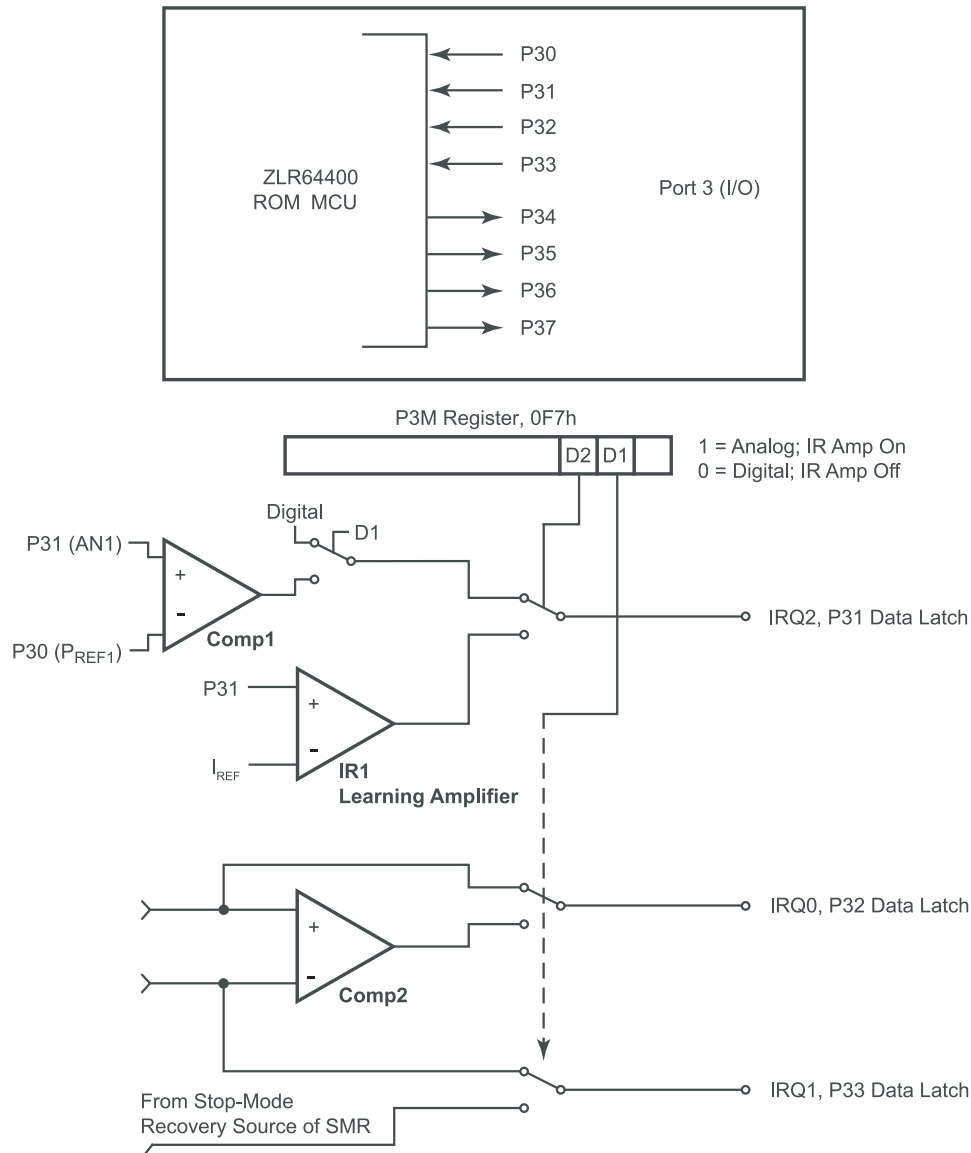 P30
P31
P32
P33
ZLR64400
ROM MCU
Port 3 (I/O)
P34
P35
P36
P37
P3M Register, 0F7h
D2 D1
1 = Analog; IR Amp On
0 = Digital; IR Amp Off
Digital
D1
P31 (AN1)
+
-
Comp1
P30 (PREF1)
IRQ2, P31 Data Latch
P31
+
-
IREF
IR1
Learning Amplifier
IRQ0, P32 Data Latch
+
-
Comp2
IRQ1, P33 Data Latch
From Stop-Mode
Recovery Source of SMR